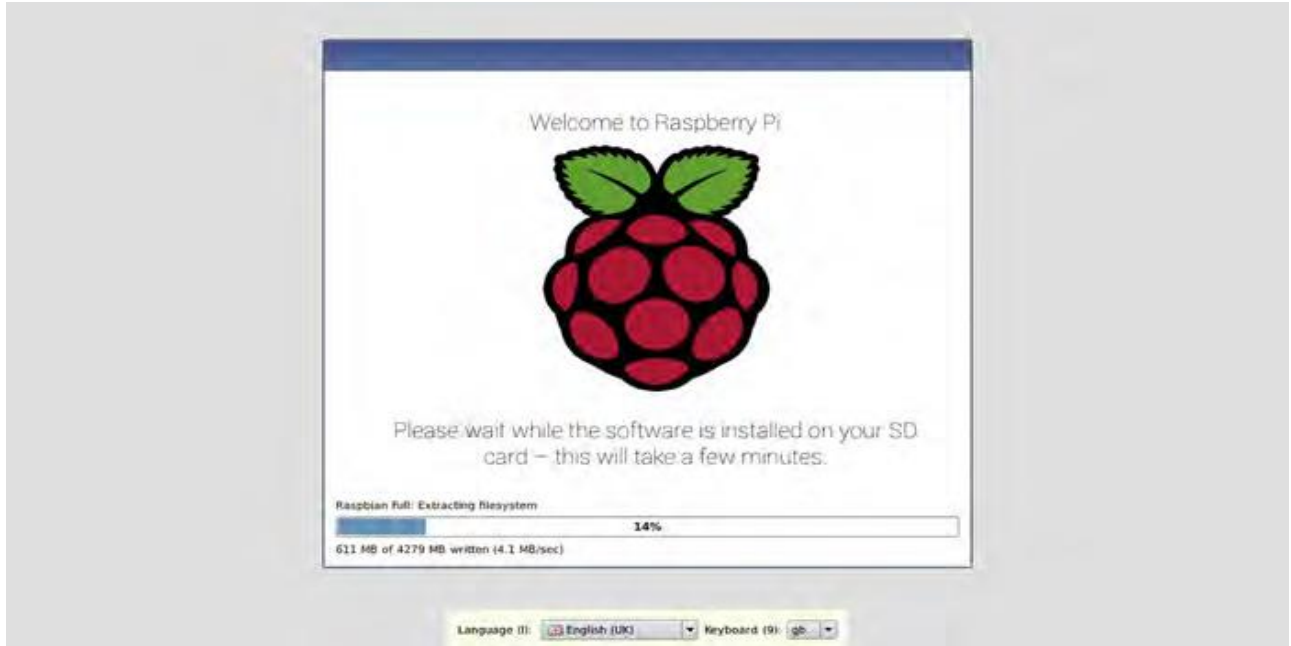 Welcome to Raspberry Pi
Please wait while the software is installed on your SD
card – this will take a few minutes.
Raspbian Full: Extracting filesystem
14%
611 MB of 4279 MB written (4.1 MB/sec)
Language (l): English (UK) Keyboard (9): gb